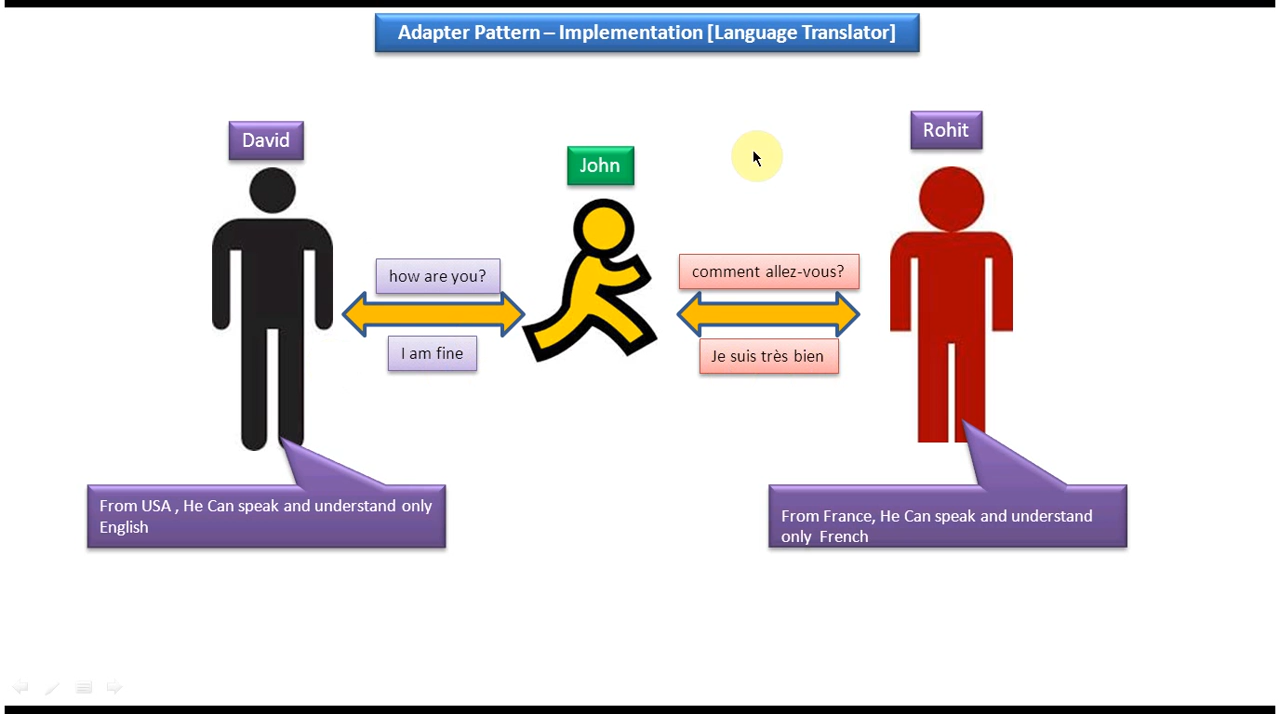 Adapter Pattern – Implementation [Language Translator]
David
John
Rohit
how are you?
comment allez-vous?
I am fine
Je suis très bien
From USA , He Can speak and understand only
English
From France, He Can speak and understand
only French